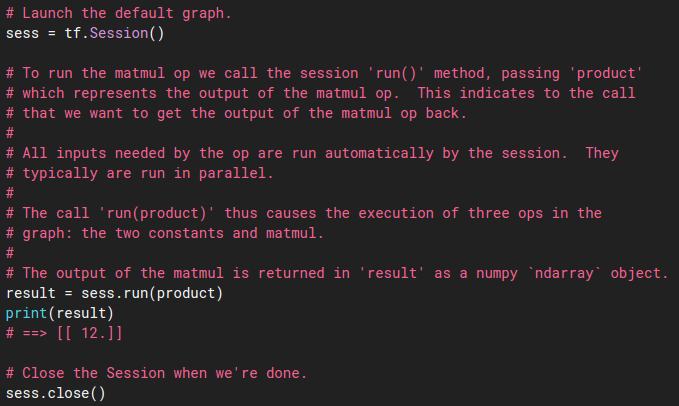 # Launch the default graph.
sess = tf.Session()
# To run the matmul op we call the session 'run()' method, passing 'product'
# which represents the output of the matmul op.  This indicates to the call
# that we want to get the output of the matmul op back.
#
# All inputs needed by the op are run automatically by the session.  They
# typically are run in parallel.
#
# The call 'run(product)' thus causes the execution of three ops in the
# graph: the two constants and matmul.
#
# The output of the matmul is returned in 'result' as a numpy `ndarray` object.
result = sess.run(product)
print(result)
# ==> [[ 12.]]
# Close the Session when we're done.
sess.close()